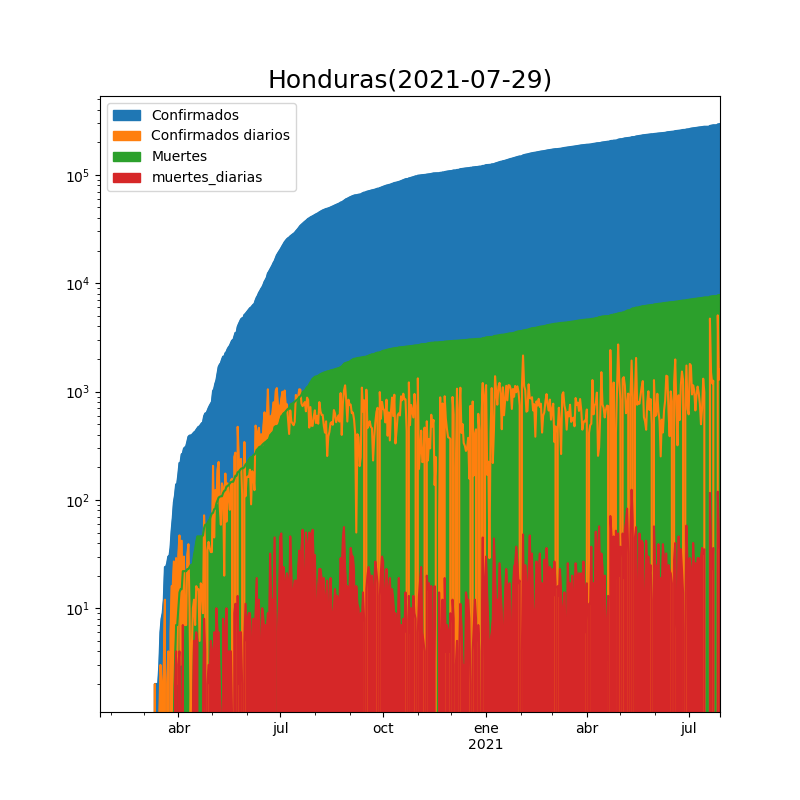 Honduras(2021-07-29)
Confirmados
Confirmados diarios
Muertes
muertes_diarias
10^5
10^4
10^3
10^2
10^1
abr jul oct ene abr jul
2021